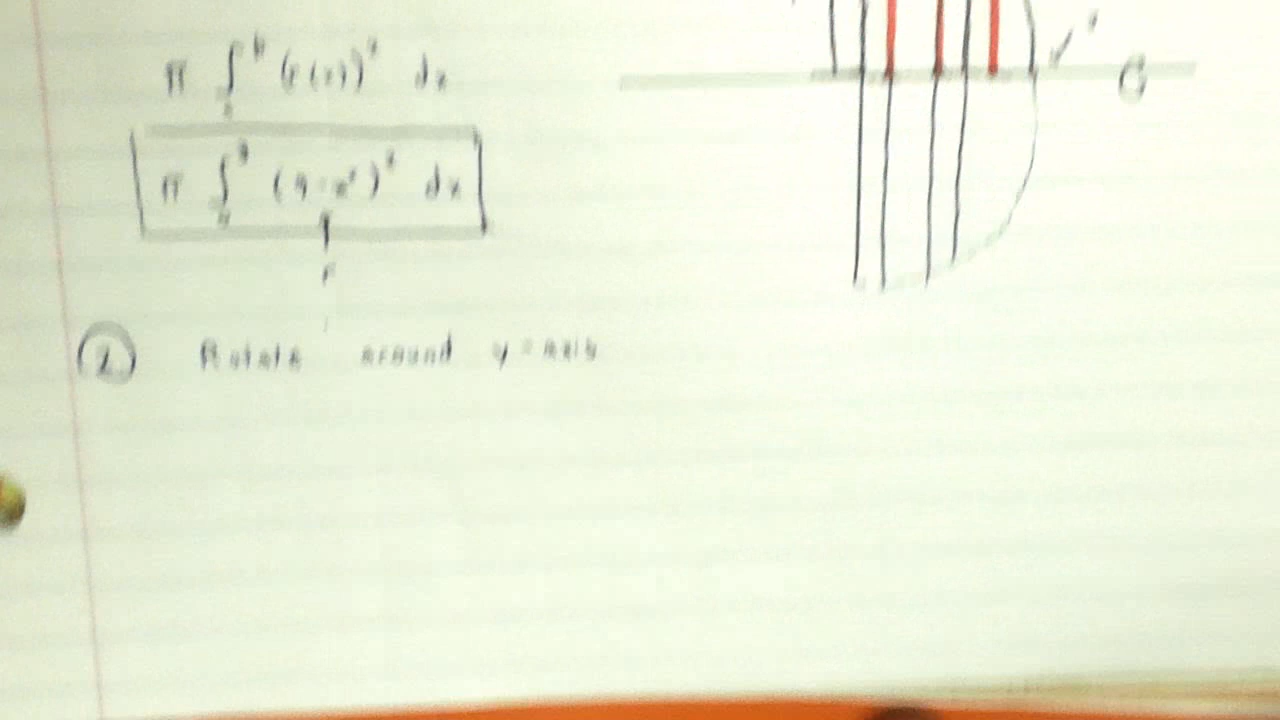 π ∫ (r(x))² dx
π ∫ (9-x²)² dx
r
② Rotate around y = axis